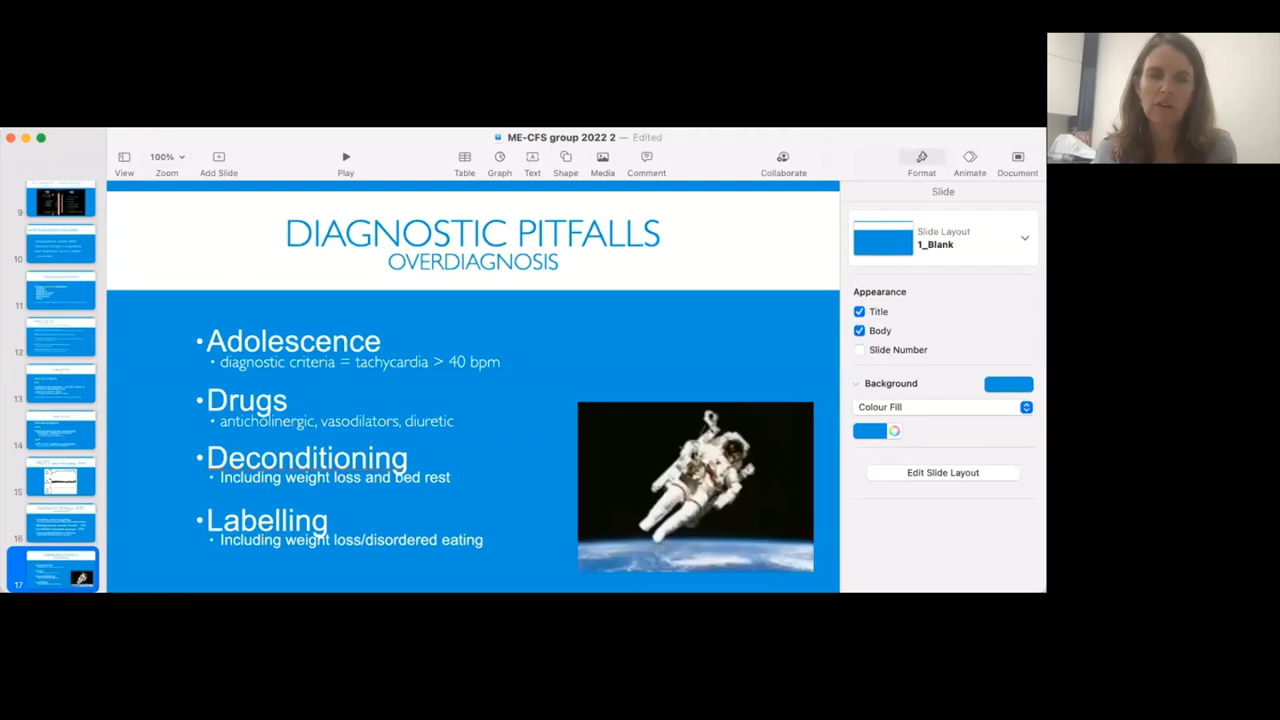 ME-CFS group 2022 2 — Edited
100%
View
Zoom
Add Slide
Play
Table
Graph
Text
Shape
Media
Comment
Collaborate
Format
Animate
Document
9
10
11
12
13
14
15
16
17
DIAGNOSTIC PITFALLS
OVERDIAGNOSIS
•Adolescence
• diagnostic criteria = tachycardia > 40 bpm
•Drugs
• anticholinergic, vasodilators, diuretic
•Deconditioning
• Including weight loss and bed rest
•Labelling
• Including weight loss/disordered eating
Slide
Slide Layout
1_Blank
Appearance
Title
Body
Slide Number
Background
Colour Fill
Edit Slide Layout